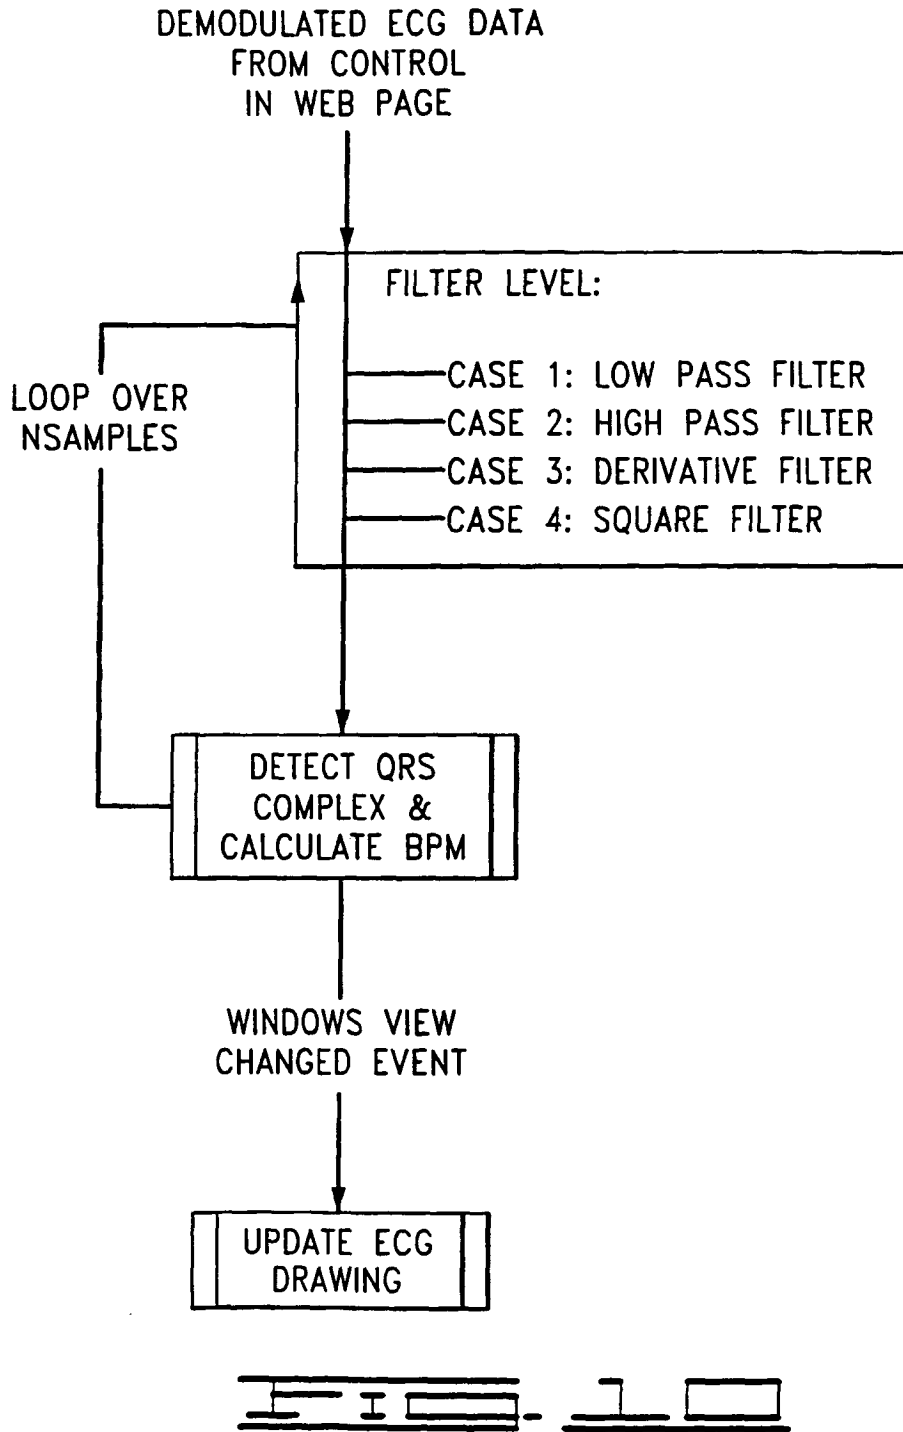 DEMODULATED ECG DATA
FROM CONTROL
IN WEB PAGE
FILTER LEVEL:
CASE 1: LOW PASS FILTER
CASE 2: HIGH PASS FILTER
CASE 3: DERIVATIVE FILTER
CASE 4: SQUARE FILTER
LOOP OVER
NSAMPLES
DETECT QRS
COMPLEX &
CALCULATE BPM
WINDOWS VIEW
CHANGED EVENT
UPDATE ECG
DRAWING